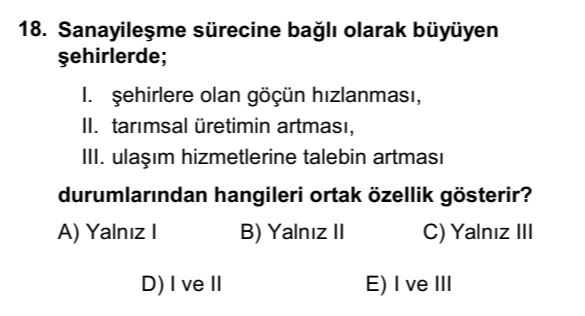 18. Sanayileşme sürecine bağlı olarak büyüyen
şehirlerde;
I. şehirlere olan göçün hızlanması,
II. tarımsal üretimin artması,
III. ulaşım hizmetlerine talebin artması
durumlarından hangileri ortak özellik gösterir?
A) Yalnız I B) Yalnız II C) Yalnız III
D) I ve II E) I ve III